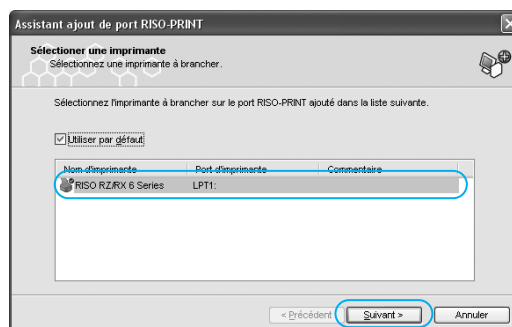 Assistant ajout de port RISO-PRINT
Sélectioner une imprimante
Sélectionnez une imprimante à brancher.
Sélectionnez l'imprimante à brancher sur le port RISO-PRINT ajouté dans la liste suivante.
Utiliser par défaut
Nom d'imprimante Port d'imprimante Commentaire
RISO RZ/RX 6 Series LPT1:
< Précédent Suivant > Annuler